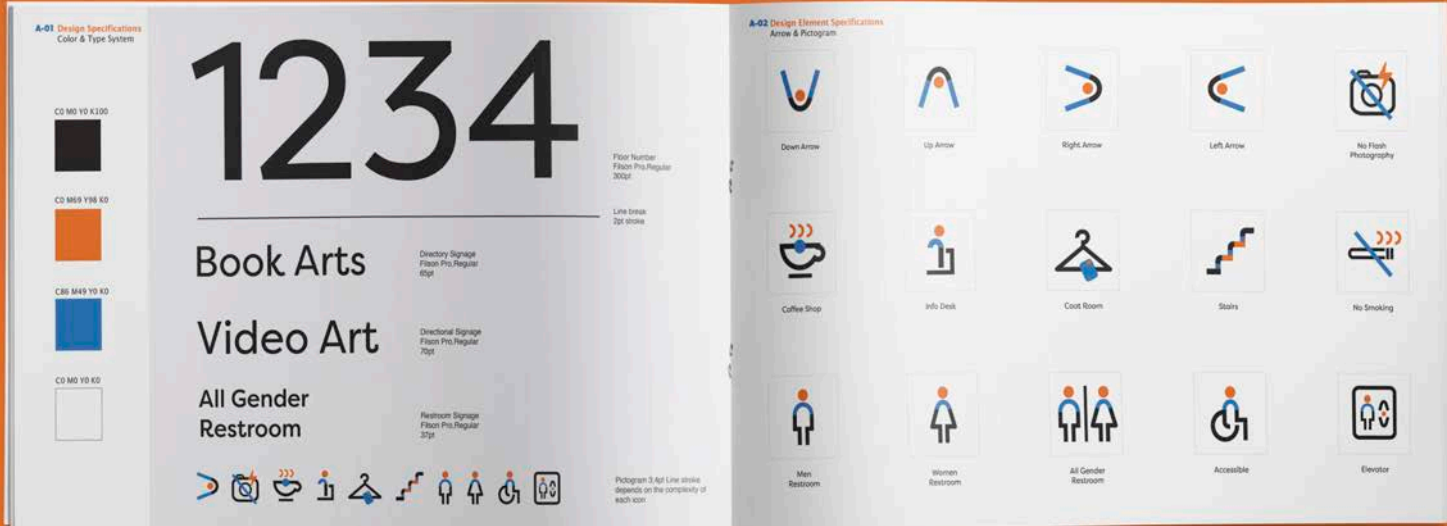 A-01 Design Specifications
Color & Type System
C0 M0 Y0 K100
C0 M69 Y98 K0
C86 M49 Y0 K0
C0 M0 Y0 K0
1234
Floor Number
Filson Pro.Regular
300pt
Line break
2pt stroke
Book Arts
Directory Signage
Filson Pro.Regular
65pt
Video Art
Directional Signage
Filson Pro.Regular
70pt
All Gender
Restroom
Restroom Signage
Filson Pro.Regular
37pt
Pictogram 3.4pt Line stroke
depends on the complexity of
each icon
A-02 Design Element Specifications
Arrow & Pictogram
Down Arrow
Up Arrow
Right Arrow
Left Arrow
No Flash
Photography
Coffee Shop
Info Desk
Coat Room
Stairs
No Smoking
Men
Restroom
Women
Restroom
All Gender
Restroom
Accessible
Elevator